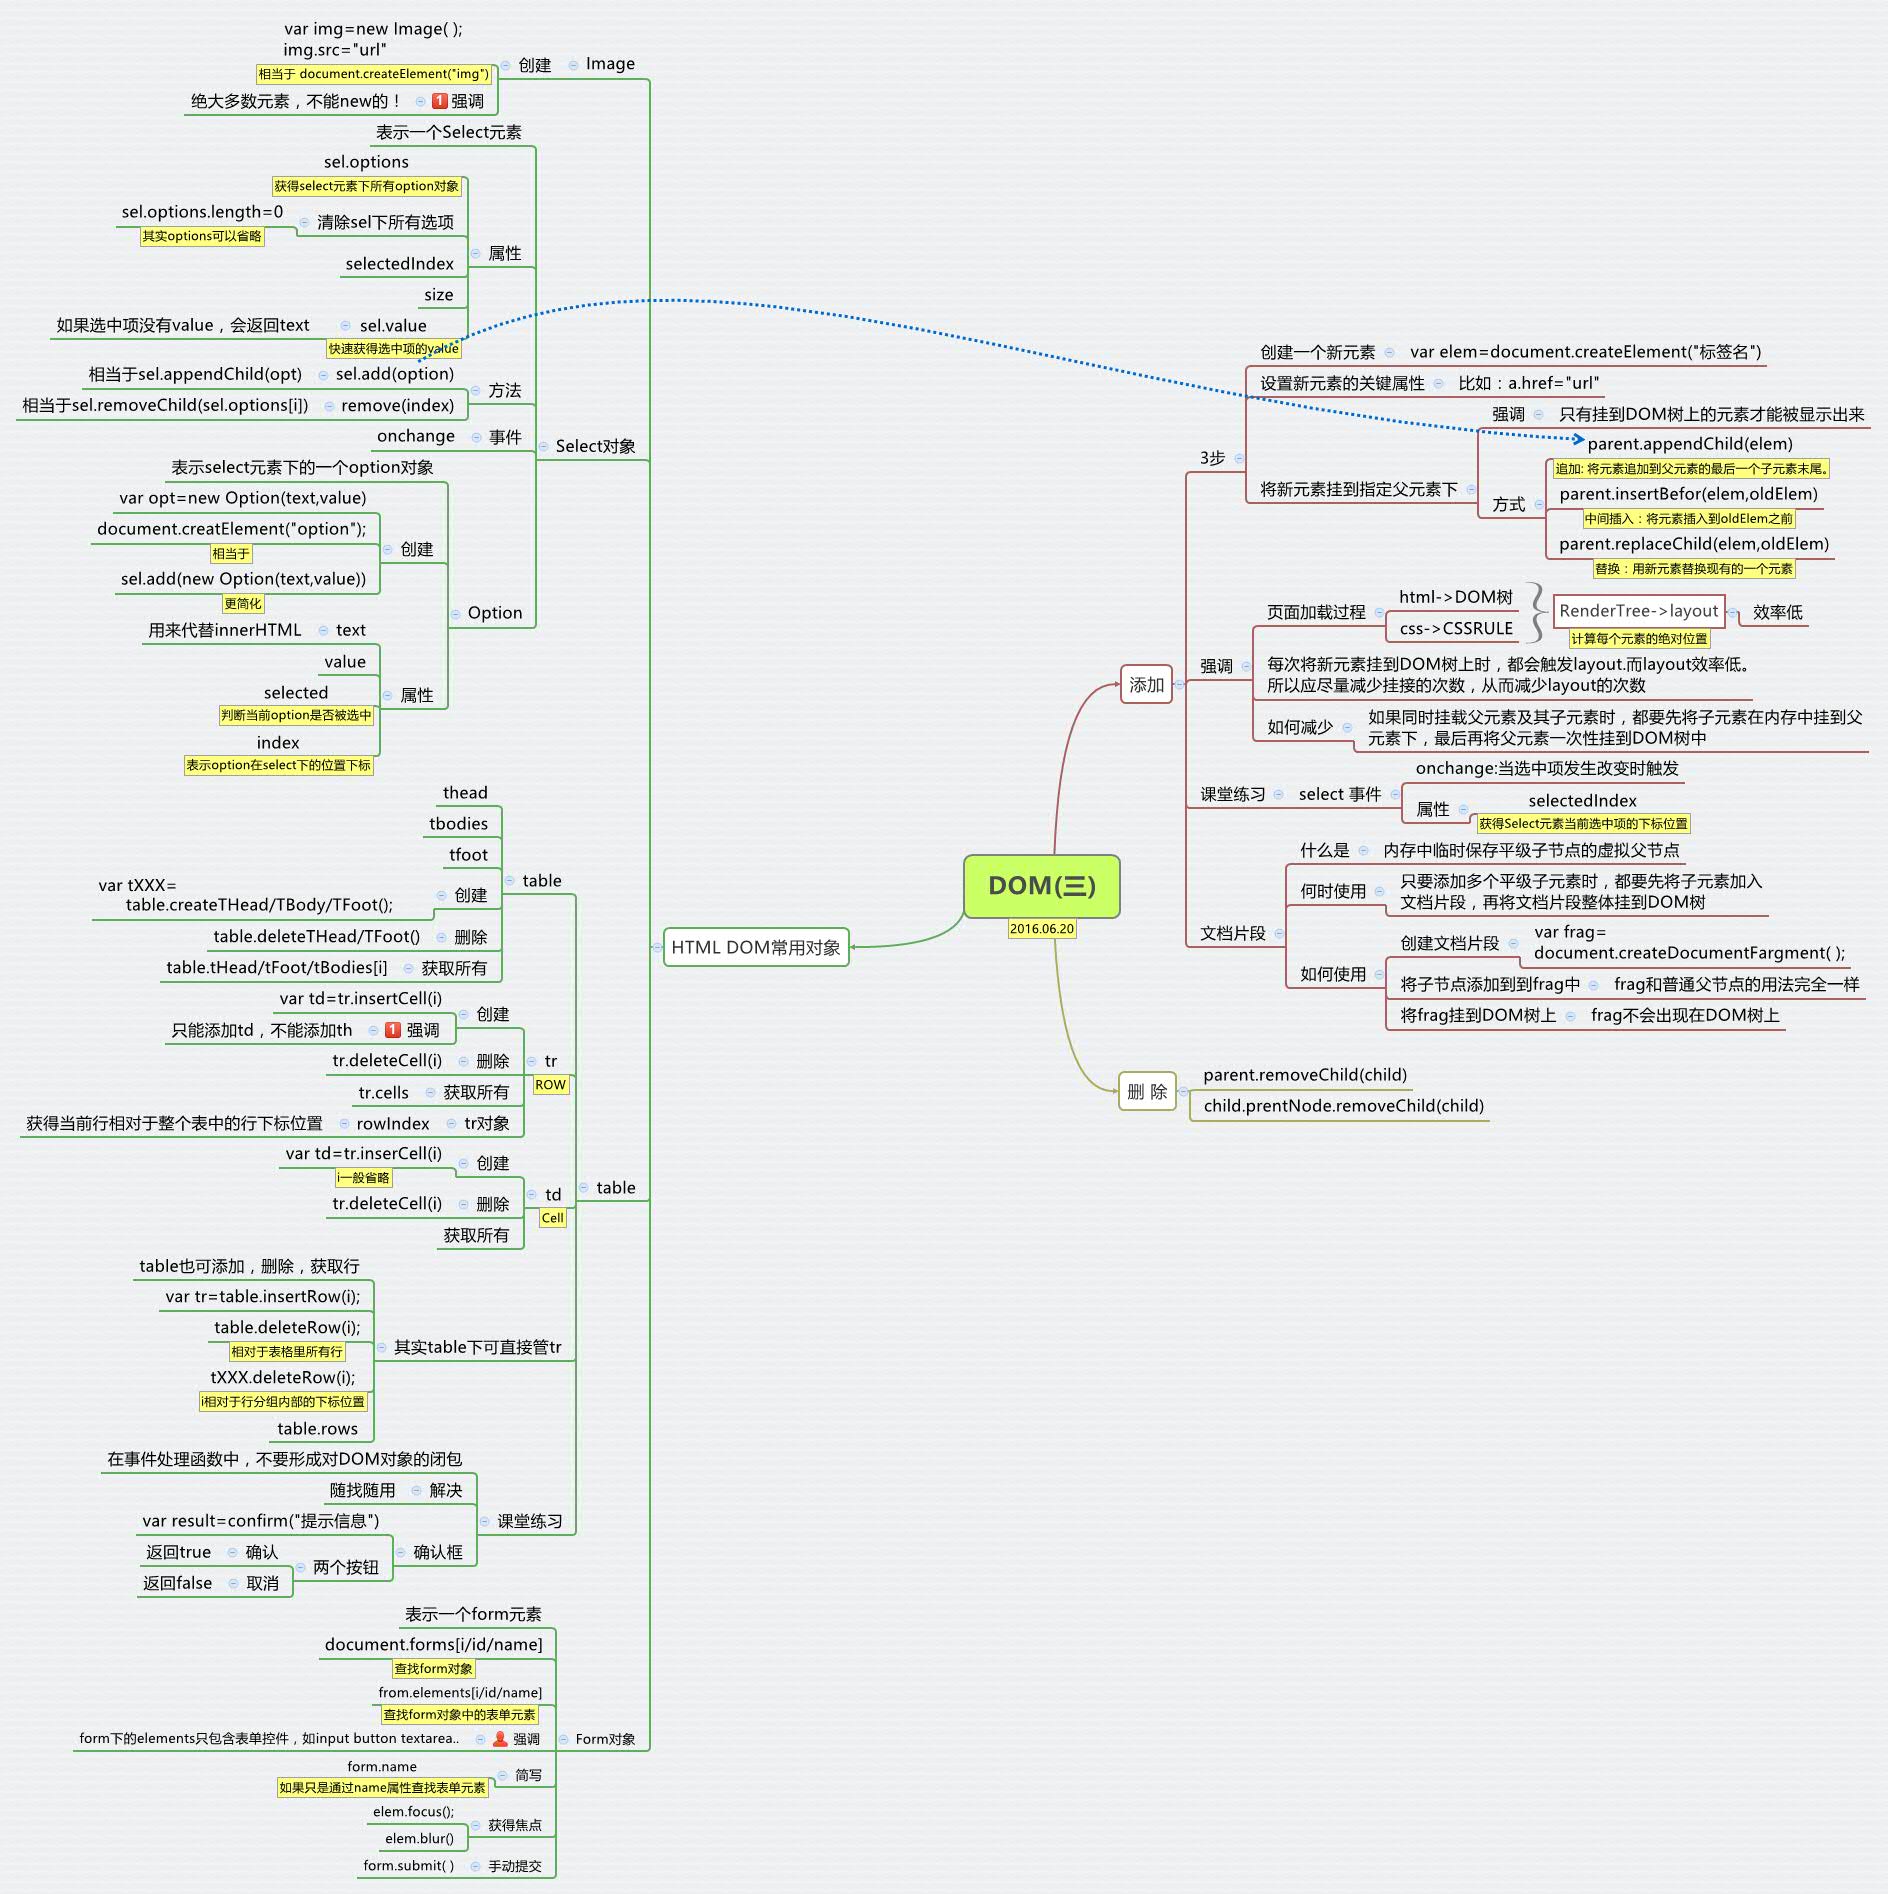 var img=new Image( );
img.src="url"
相当于 document.createElement("img")
创建
Image
绝大多数元素，不能new的！
1
强调
表示一个Select元素
sel.options
获得select元素下所有option对象
sel.options.length=0
其实options可以省略
清除sel下所有选项
属性
selectedIndex
size
如果选中项没有value，会返回text
sel.value
快速获得选中项的value
相当于sel.appendChild(opt)
sel.add(option)
方法
相当于sel.removeChild(sel.options[i])
remove(index)
onchange
事件
Select对象
表示select元素下的一个option对象
var opt=new Option(text,value)
document.creatElement("option");
相当于
创建
sel.add(new Option(text,value))
更简化
Option
用来代替innerHTML
text
value
selected
判断当前option是否被选中
属性
index
表示option在select下的位置下标
thead
tbodies
tfoot
table
var tXXX=
table.createTHead/TBody/TFoot();
创建
table.deleteTHead/TFoot()
删除
table.tHead/tFoot/tBodies[i]
获取所有
var td=tr.insertCell(i)
创建
只能添加td，不能添加th
1
强调
tr.deleteCell(i)
删除
tr
ROW
tr.cells
获取所有
获得当前行相对于整个表中的行下标位置
rowIndex
tr对象
var td=tr.inserCell(i)
i一般省略
创建
tr.deleteCell(i)
删除
td
Cell
获取所有
table
table也可添加，删除，获取行
var tr=table.insertRow(i);
table.deleteRow(i);
相对于表格里所有行
其实table下可直接管tr
tXXX.deleteRow(i);
i相对于行分组内部的下标位置
table.rows
在事件处理函数中，不要形成对DOM对象的闭包
随找随用
解决
课堂练习
var result=confirm("提示信息")
确认框
返回true
确认
两个按钮
返回false
取消
表示一个form元素
document.forms[i/id/name]
查找form对象
from.elements[i/id/name]
查找form对象中的表单元素
form下的elements只包含表单控件，如input button textarea..
强调
Form对象
form.name
如果只是通过name属性查找表单元素
简写
elem.focus();
获得焦点
elem.blur()
form.submit( )
手动提交
HTML DOM常用对象
DOM(三)
2016.06.20
添加
3步
创建一个新元素
var elem=document.createElement("标签名")
设置新元素的关键属性
比如：a.href="url"
将新元素挂到指定父元素下
强调
只有挂到DOM树上的元素才能被显示出来
方式
parent.appendChild(elem)
追加: 将元素追加到父元素的最后一个子元素末尾。
parent.insertBefor(elem,oldElem)
中间插入：将元素插入到oldElem之前
parent.replaceChild(elem,oldElem)
替换：用新元素替换现有的一个元素
强调
页面加载过程
html->DOM树
css->CSSRULE
RenderTree->layout
计算每个元素的绝对位置
效率低
每次将新元素挂到DOM树上时，都会触发layout.而layout效率低。
所以应尽量减少挂接的次数，从而减少layout的次数
如何减少
如果同时挂载父元素及其子元素时，都要先将子元素在内存中挂到父
元素下，最后再将父元素一次性挂到DOM树中
课堂练习
select 事件
onchange:当选中项发生改变时触发
属性
selectedIndex
获得Select元素当前选中项的下标位置
文档片段
什么是
内存中临时保存平级子节点的虚拟父节点
何时使用
只要添加多个平级子元素时，都要先将子元素加入
文档片段，再将文档片段整体挂到DOM树
如何使用
创建文档片段
var frag=
document.createDocumentFargment( );
将子节点添加到到frag中
frag和普通父节点的用法完全一样
将frag挂到DOM树上
frag不会出现在DOM树上
删 除
parent.removeChild(child)
child.prentNode.removeChild(child)